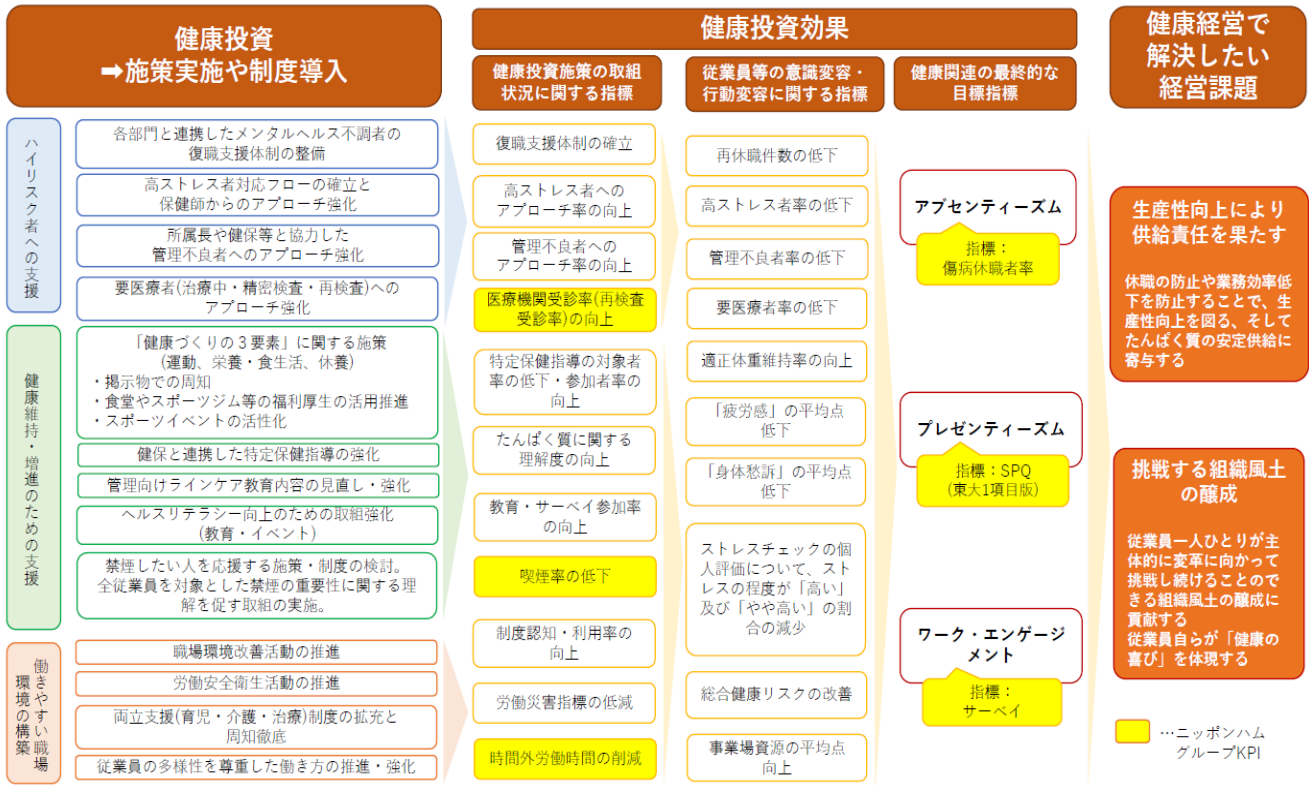 健康投資
➡施策実施や制度導入
健康投資効果
健康投資施策の取組
状況に関する指標
従業員等の意識変容・
行動変容に関する指標
健康関連の最終的な
目標指標
健康経営で
解決したい
経営課題
ハイリスク者への支援
各部門と連携したメンタルヘルス不調者の
復職支援体制の整備
高ストレス者対応フローの確立と
保健師からのアプローチ強化
所属長や健保等と協力した
管理不良者へのアプローチ強化
要医療者(治療中・精密検査・再検査)への
アプローチ強化
健康維持・増進のための支援
「健康づくりの３要素」に関する施策
(運動、栄養・食生活、休養)
・掲示物での周知
・食堂やスポーツジム等の福利厚生の活用推進
・スポーツイベントの活性化
健保と連携した特定保健指導の強化
管理向けラインケア教育内容の見直し・強化
ヘルスリテラシー向上のための取組強化
(教育・イベント)
禁煙したい人を応援する施策・制度の検討。
全従業員を対象とした禁煙の重要性に関する理
解を促す取組の実施。
働きやすい職場
環境の構築
職場環境改善活動の推進
労働安全衛生活動の推進
両立支援(育児・介護・治療)制度の拡充と
周知徹底
従業員の多様性を尊重した働き方の推進・強化
復職支援体制の確立
高ストレス者への
アプローチ率の向上
管理不良者への
アプローチ率の向上
医療機関受診率(再検査
受診率)の向上
特定保健指導の対象者
率の低下・参加者率の
向上
たんぱく質に関する
理解度の向上
教育・サーベイ参加率
の向上
喫煙率の低下
制度認知・利用率の
向上
労働災害指標の低減
時間外労働時間の削減
再休職件数の低下
高ストレス者率の低下
管理不良者率の低下
要医療者率の低下
適正体重維持率の向上
「疲労感」の平均点
低下
「身体愁訴」の平均点
低下
ストレスチェックの個
人評価について、スト
レスの程度が「高い」
及び「やや高い」の割
合の減少
総合健康リスクの改善
事業場資源の平均点
向上
アブセンティーズム
指標：
傷病休職者率
プレゼンティーズム
指標：SPQ
(東大1項目版)
ワーク・エンゲージ
メント
指標：
サーベイ
生産性向上により
供給責任を果たす
休職の防止や業務効率低
下を防止することで、生
産性向上を図る、そして
たんぱく質の安定供給に
寄与する
挑戦する組織風土
の醸成
従業員一人ひとりが主
体的に変革に向かって
挑戦し続けることので
きる組織風土の醸成に
貢献する
従業員自らが「健康の
喜び」を体現する
…ニッポンハム
グループKPI